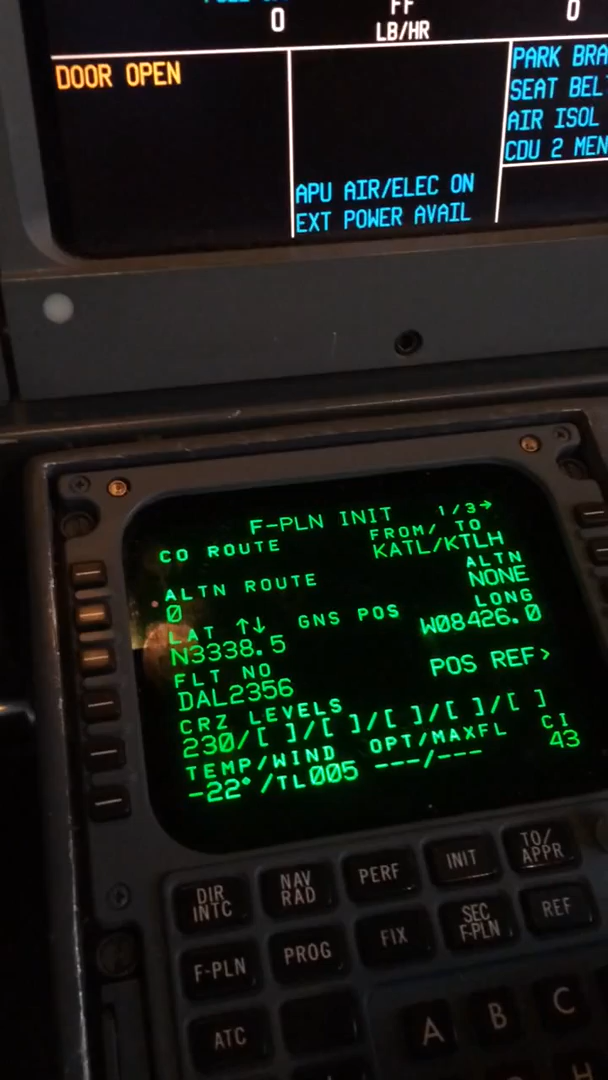 0
FF
LB/HR
0
DOOR OPEN
PARK BRA
SEAT BEL
AIR ISOL
CDU 2 MEN
APU AIR/ELEC ON
EXT POWER AVAIL
F-PLN INIT 1/3→
CO ROUTE FROM/ TO
KATL/KTLH
ALTN ROUTE ALTN
0 NONE
LAT ↑↓ GNS POS LONG
N3338.5 W08426.0
FLT NO
DAL2356 POS REF>
CRZ LEVELS
230/[ ]/[ ]/[ ]/[ ]/[ ]
TEMP/WIND OPT/MAXFL CI
-22°/TL005 ---/--- 43
DIR INTC
NAV RAD
PERF
INIT
TO/ APPR
F-PLN
PROG
FIX
SEC F-PLN
REF
ATC
A B C